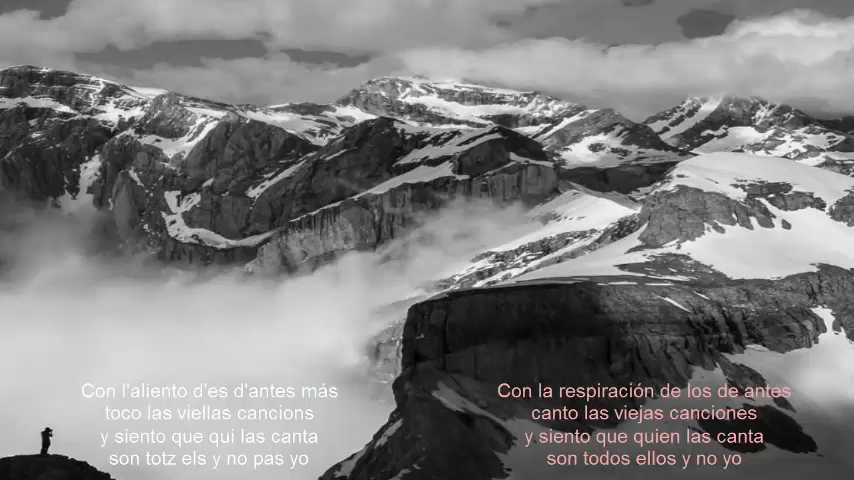 Con l'aliento d'es d'antes más
toco las viellas cancions
y siento que qui las canta
son totz els y no pas yo
Con la respiración de los de antes
canto las viejas canciones
y siento que quien las canta
son todos ellos y no yo